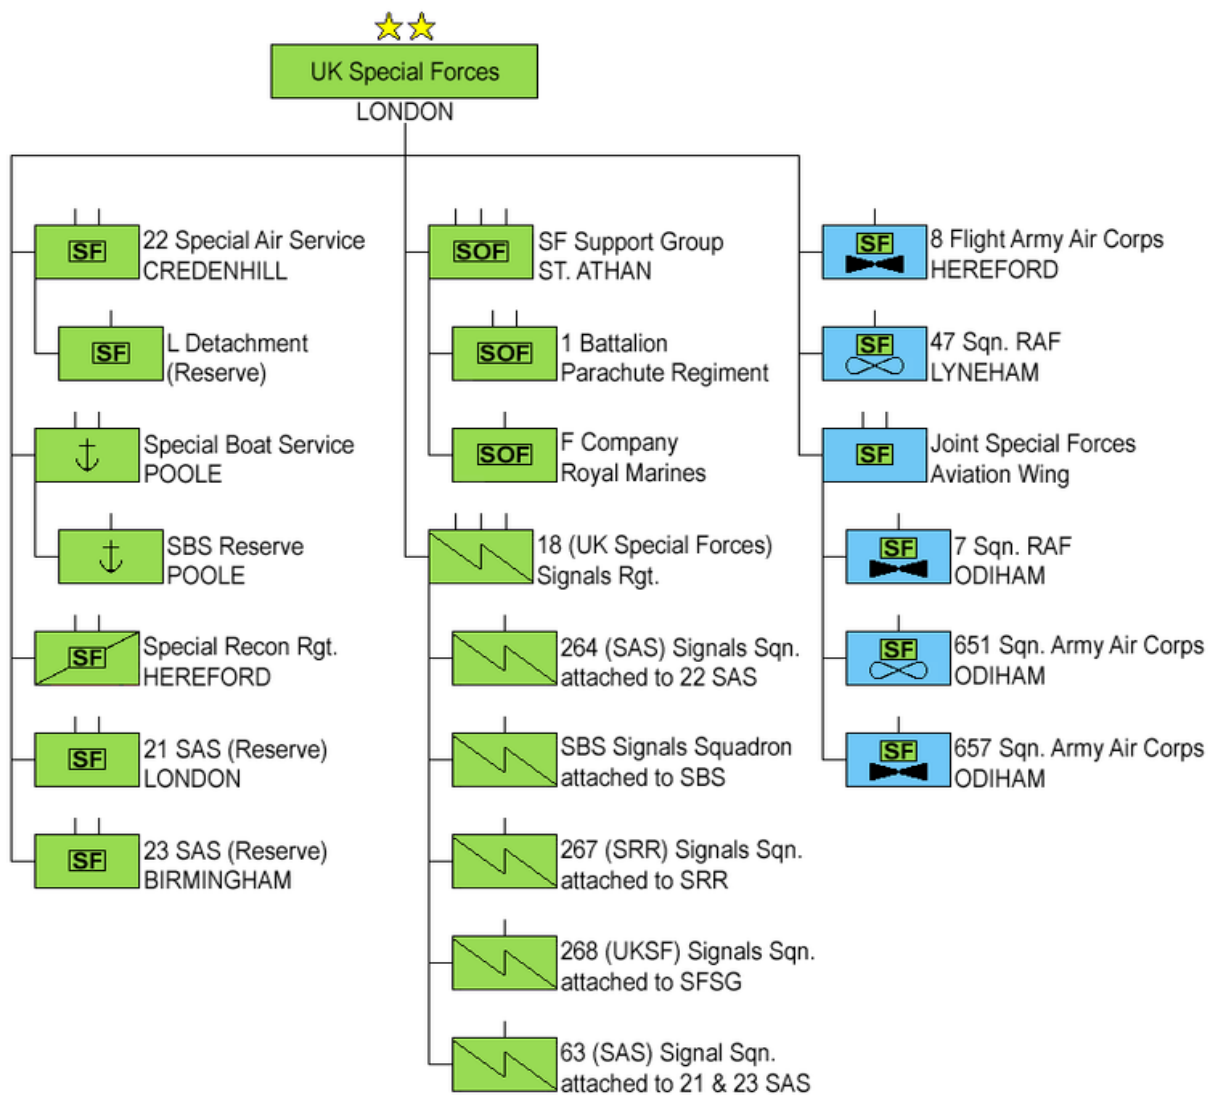 UK Special Forces
LONDON
SF
22 Special Air Service
CREDENHILL
SF
L Detachment
(Reserve)
Special Boat Service
POOLE
SBS Reserve
POOLE
SF
Special Recon Rgt.
HEREFORD
SF
21 SAS (Reserve)
LONDON
SF
23 SAS (Reserve)
BIRMINGHAM
SOF
SF Support Group
ST. ATHAN
SOF
1 Battalion
Parachute Regiment
SOF
F Company
Royal Marines
18 (UK Special Forces)
Signals Rgt.
264 (SAS) Signals Sqn.
attached to 22 SAS
SBS Signals Squadron
attached to SBS
267 (SRR) Signals Sqn.
attached to SRR
268 (UKSF) Signals Sqn.
attached to SFSG
63 (SAS) Signal Sqn.
attached to 21 & 23 SAS
SF
8 Flight Army Air Corps
HEREFORD
SF
47 Sqn. RAF
LYNEHAM
SF
Joint Special Forces
Aviation Wing
SF
7 Sqn. RAF
ODIHAM
SF
651 Sqn. Army Air Corps
ODIHAM
SF
657 Sqn. Army Air Corps
ODIHAM